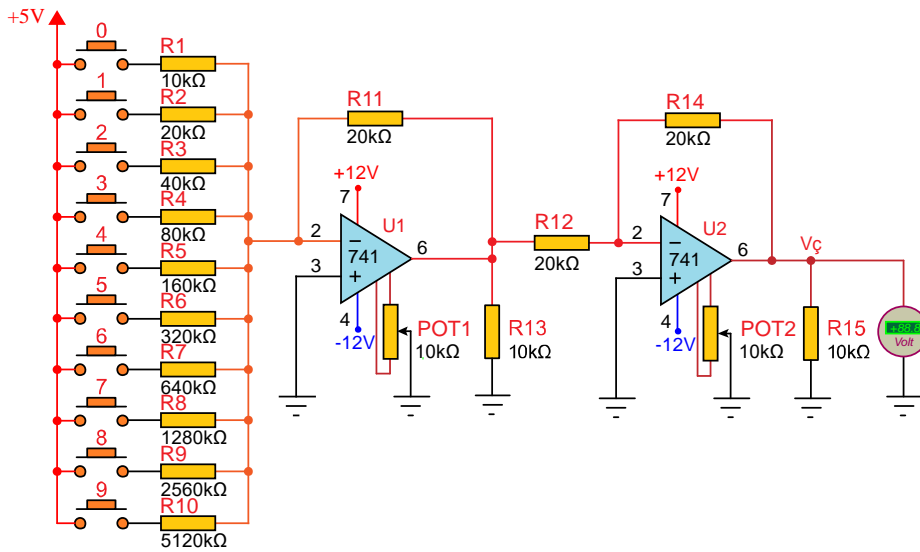 +5V
0
R1
10kΩ
1
R2
20kΩ
2
R3
40kΩ
3
R4
80kΩ
4
R5
160kΩ
5
R6
320kΩ
6
R7
640kΩ
7
R8
1280kΩ
8
R9
2560kΩ
9
R10
5120kΩ
R11
20kΩ
+12V
7
U1
2
741
6
3
4
-12V
POT1
10kΩ
R12
20kΩ
R13
10kΩ
R14
20kΩ
+12V
7
U2
2
741
6
3
4
-12V
POT2
10kΩ
Vç
R15
10kΩ
+88.8
Volt